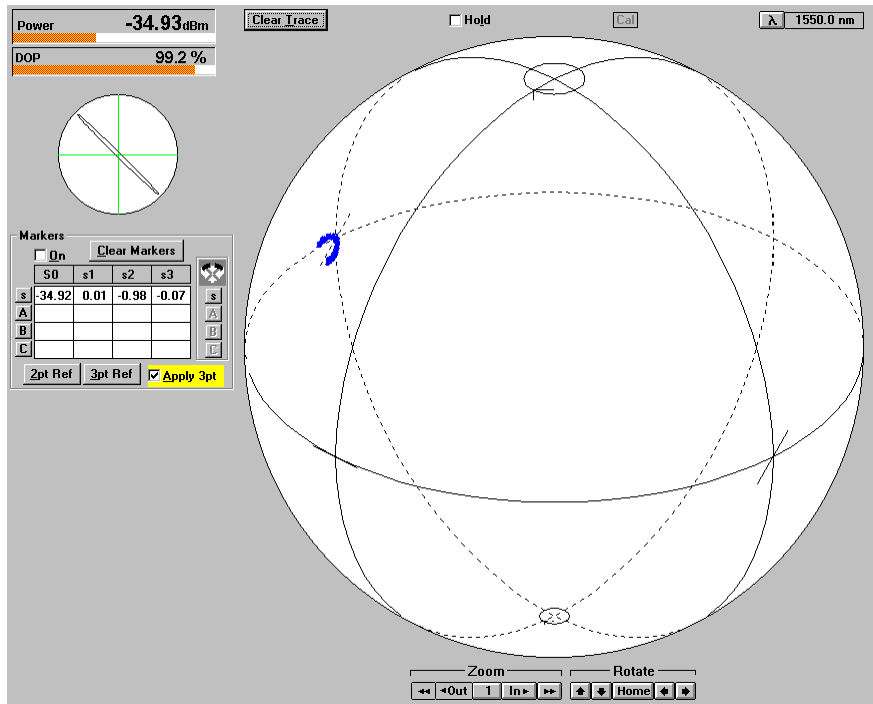 Power -34.93dBm
DOP 99.2 %
Clear Trace
Hold
Cal
λ 1550.0 nm
Markers
On Clear Markers
S0 s1 s2 s3
s -34.92 0.01 -0.98 -0.07 s
A A
B B
C C
2pt Ref 3pt Ref Apply 3pt
Zoom Rotate
Out 1 In Home